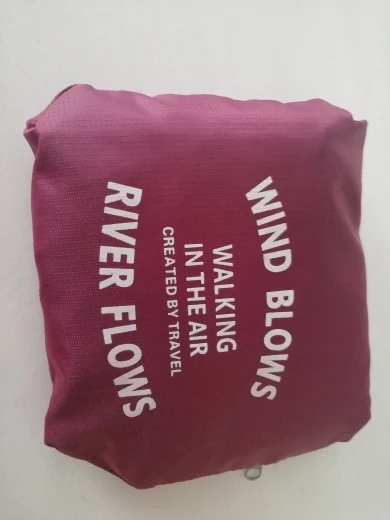 WIND BLOWS
WALKING
IN THE AIR
CREATED BY TRAVEL
RIVER FLOWS